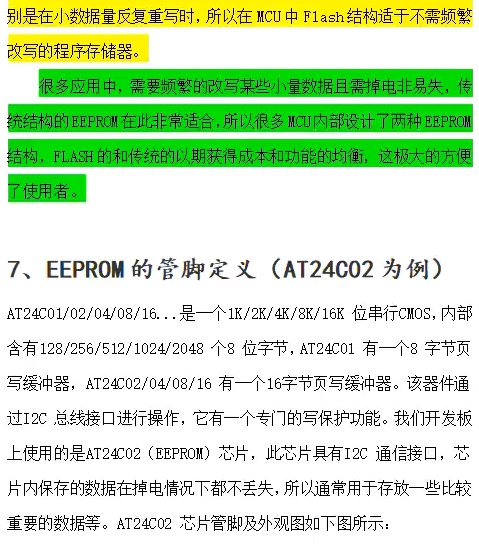 别是在小数据量反复重写时，所以在 MCU 中 Flash 结构适于不需频繁
改写的程序存储器。
很多应用中，需要频繁的改写某些小量数据且需掉电非易失，传
统结构的 EEPROM 在此非常适合，所以很多 MCU 内部设计了两种 EEPROM
结构，FLASH 的和传统的以期获得成本和功能的均衡，这极大的方便
了使用者。
7、EEPROM 的管脚定义（AT24C02 为例）
AT24C01/02/04/08/16...是一个1K/2K/4K/8K/16K 位串行CMOS，内部
含有128/256/512/1024/2048 个8 位字节，AT24C01 有一个8 字节页
写缓冲器，AT24C02/04/08/16 有一个16字节页写缓冲器。该器件通
过I2C 总线接口进行操作，它有一个专门的写保护功能。我们开发板
上使用的是AT24C02（EEPROM）芯片，此芯片具有I2C 通信接口，芯
片内保存的数据在掉电情况下都不丢失，所以通常用于存放一些比较
重要的数据等。AT24C02 芯片管脚及外观图如下图所示：